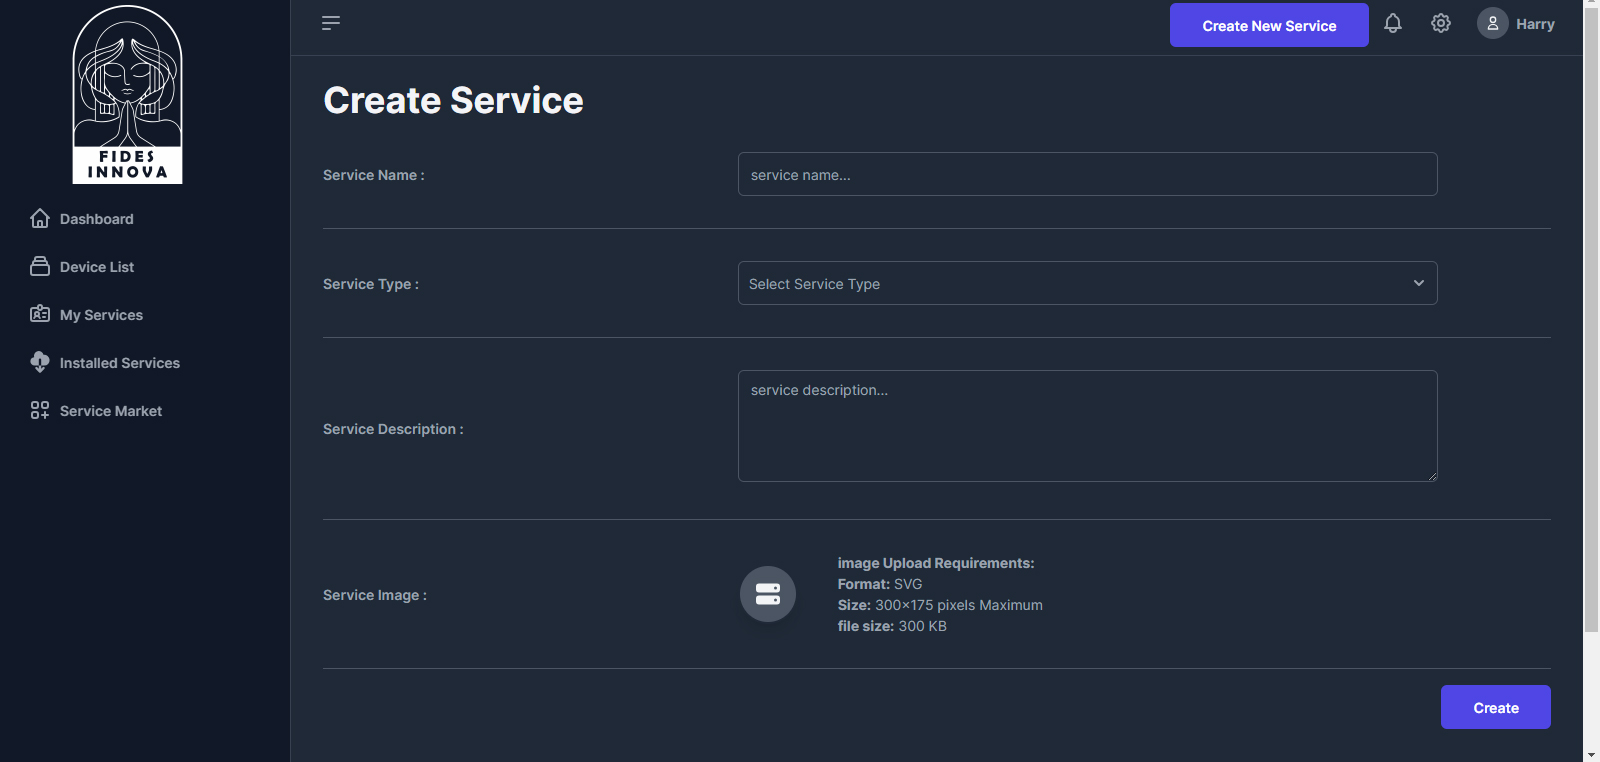 FIDES
INNOVA
Dashboard
Device List
My Services
Installed Services
Service Market
Create New Service
Harry
Create Service
Service Name :
service name...
Service Type :
Select Service Type
Service Description :
service description...
Service Image :
image Upload Requirements:
Format: SVG
Size: 300×175 pixels Maximum
file size: 300 KB
Create